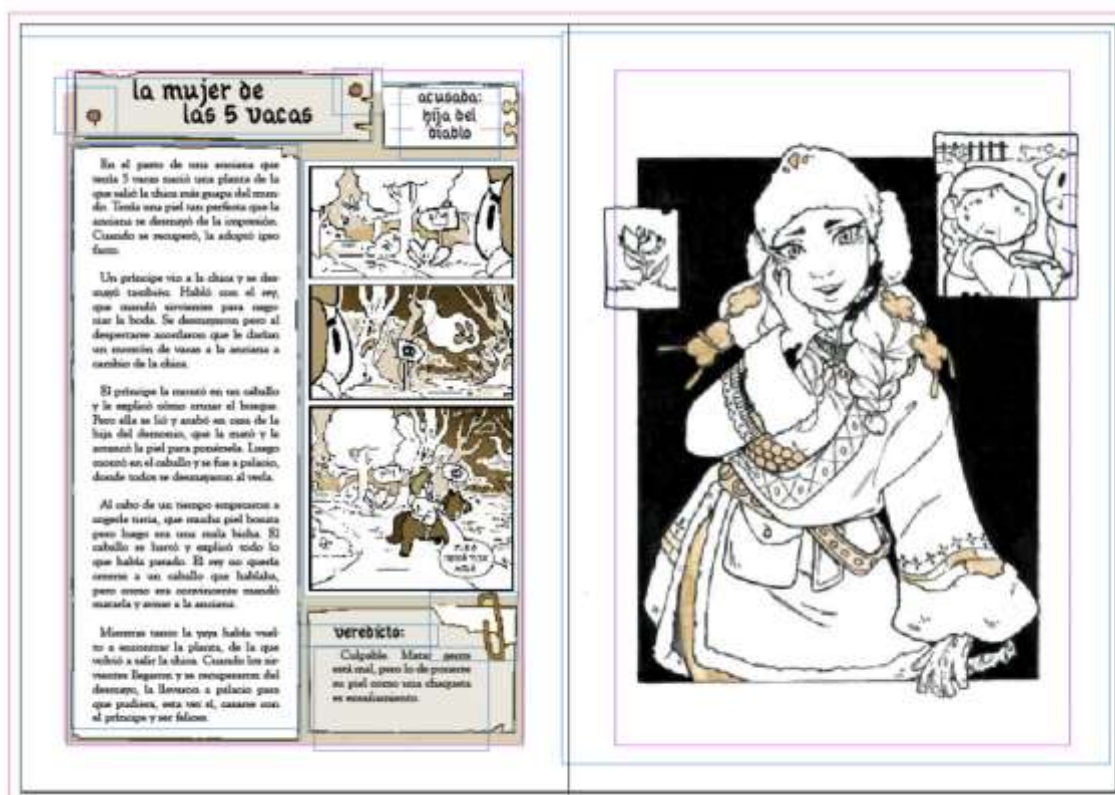 la mujer de
las 5 vacas
acusada:
hija del
diablo
En el pasto de una anciana que
tenía 5 vacas nació una planta de la
que salió la chica más guapa del mun-
do. Tenía una piel tan perfecta que la
anciana se desmayó de la impresión.
Cuando se recuperó, la adoptó ipso
facto.
Un príncipe vio a la chica y se des-
mayó también. Habló con el rey,
que mandó sirvientes para nego-
ciar la boda. Se desmayaron pero al
despertarse acordaron que le darían
un montón de vacas a la anciana a
cambio de la chica.
El príncipe la montó en un caballo
y le explicó cómo cruzar el bosque.
Pero ella se lió y acabó en casa de la
hija del demonio, que la mató y le
arrancó la piel para ponérsela. Luego
montó en el caballo y se fue a palacio,
donde todos se desmayaron al verla.
Al cabo de un tiempo empezaron a
cogerle tirria, que mucha piel bonita
pero luego era una mala bicha. El
caballo se hartó y explicó todo lo
que había pasado. El rey no quería
creerse a un caballo que hablaba,
pero como era convincente mandó
matarla y avisar a la anciana.
Mientras tanto la yaya había vuel-
to a encontrar la planta, de la que
volvió a salir la chica. Cuando los sir-
vientes llegaron y se recuperaron del
desmayo, la llevaron a palacio para
que pudiera, esta vez sí, casarse con
el príncipe y ser felices.
veredicto:
Culpable. Matar gente
está mal, pero lo de ponerse
su piel como una chaqueta
es ensañamiento.